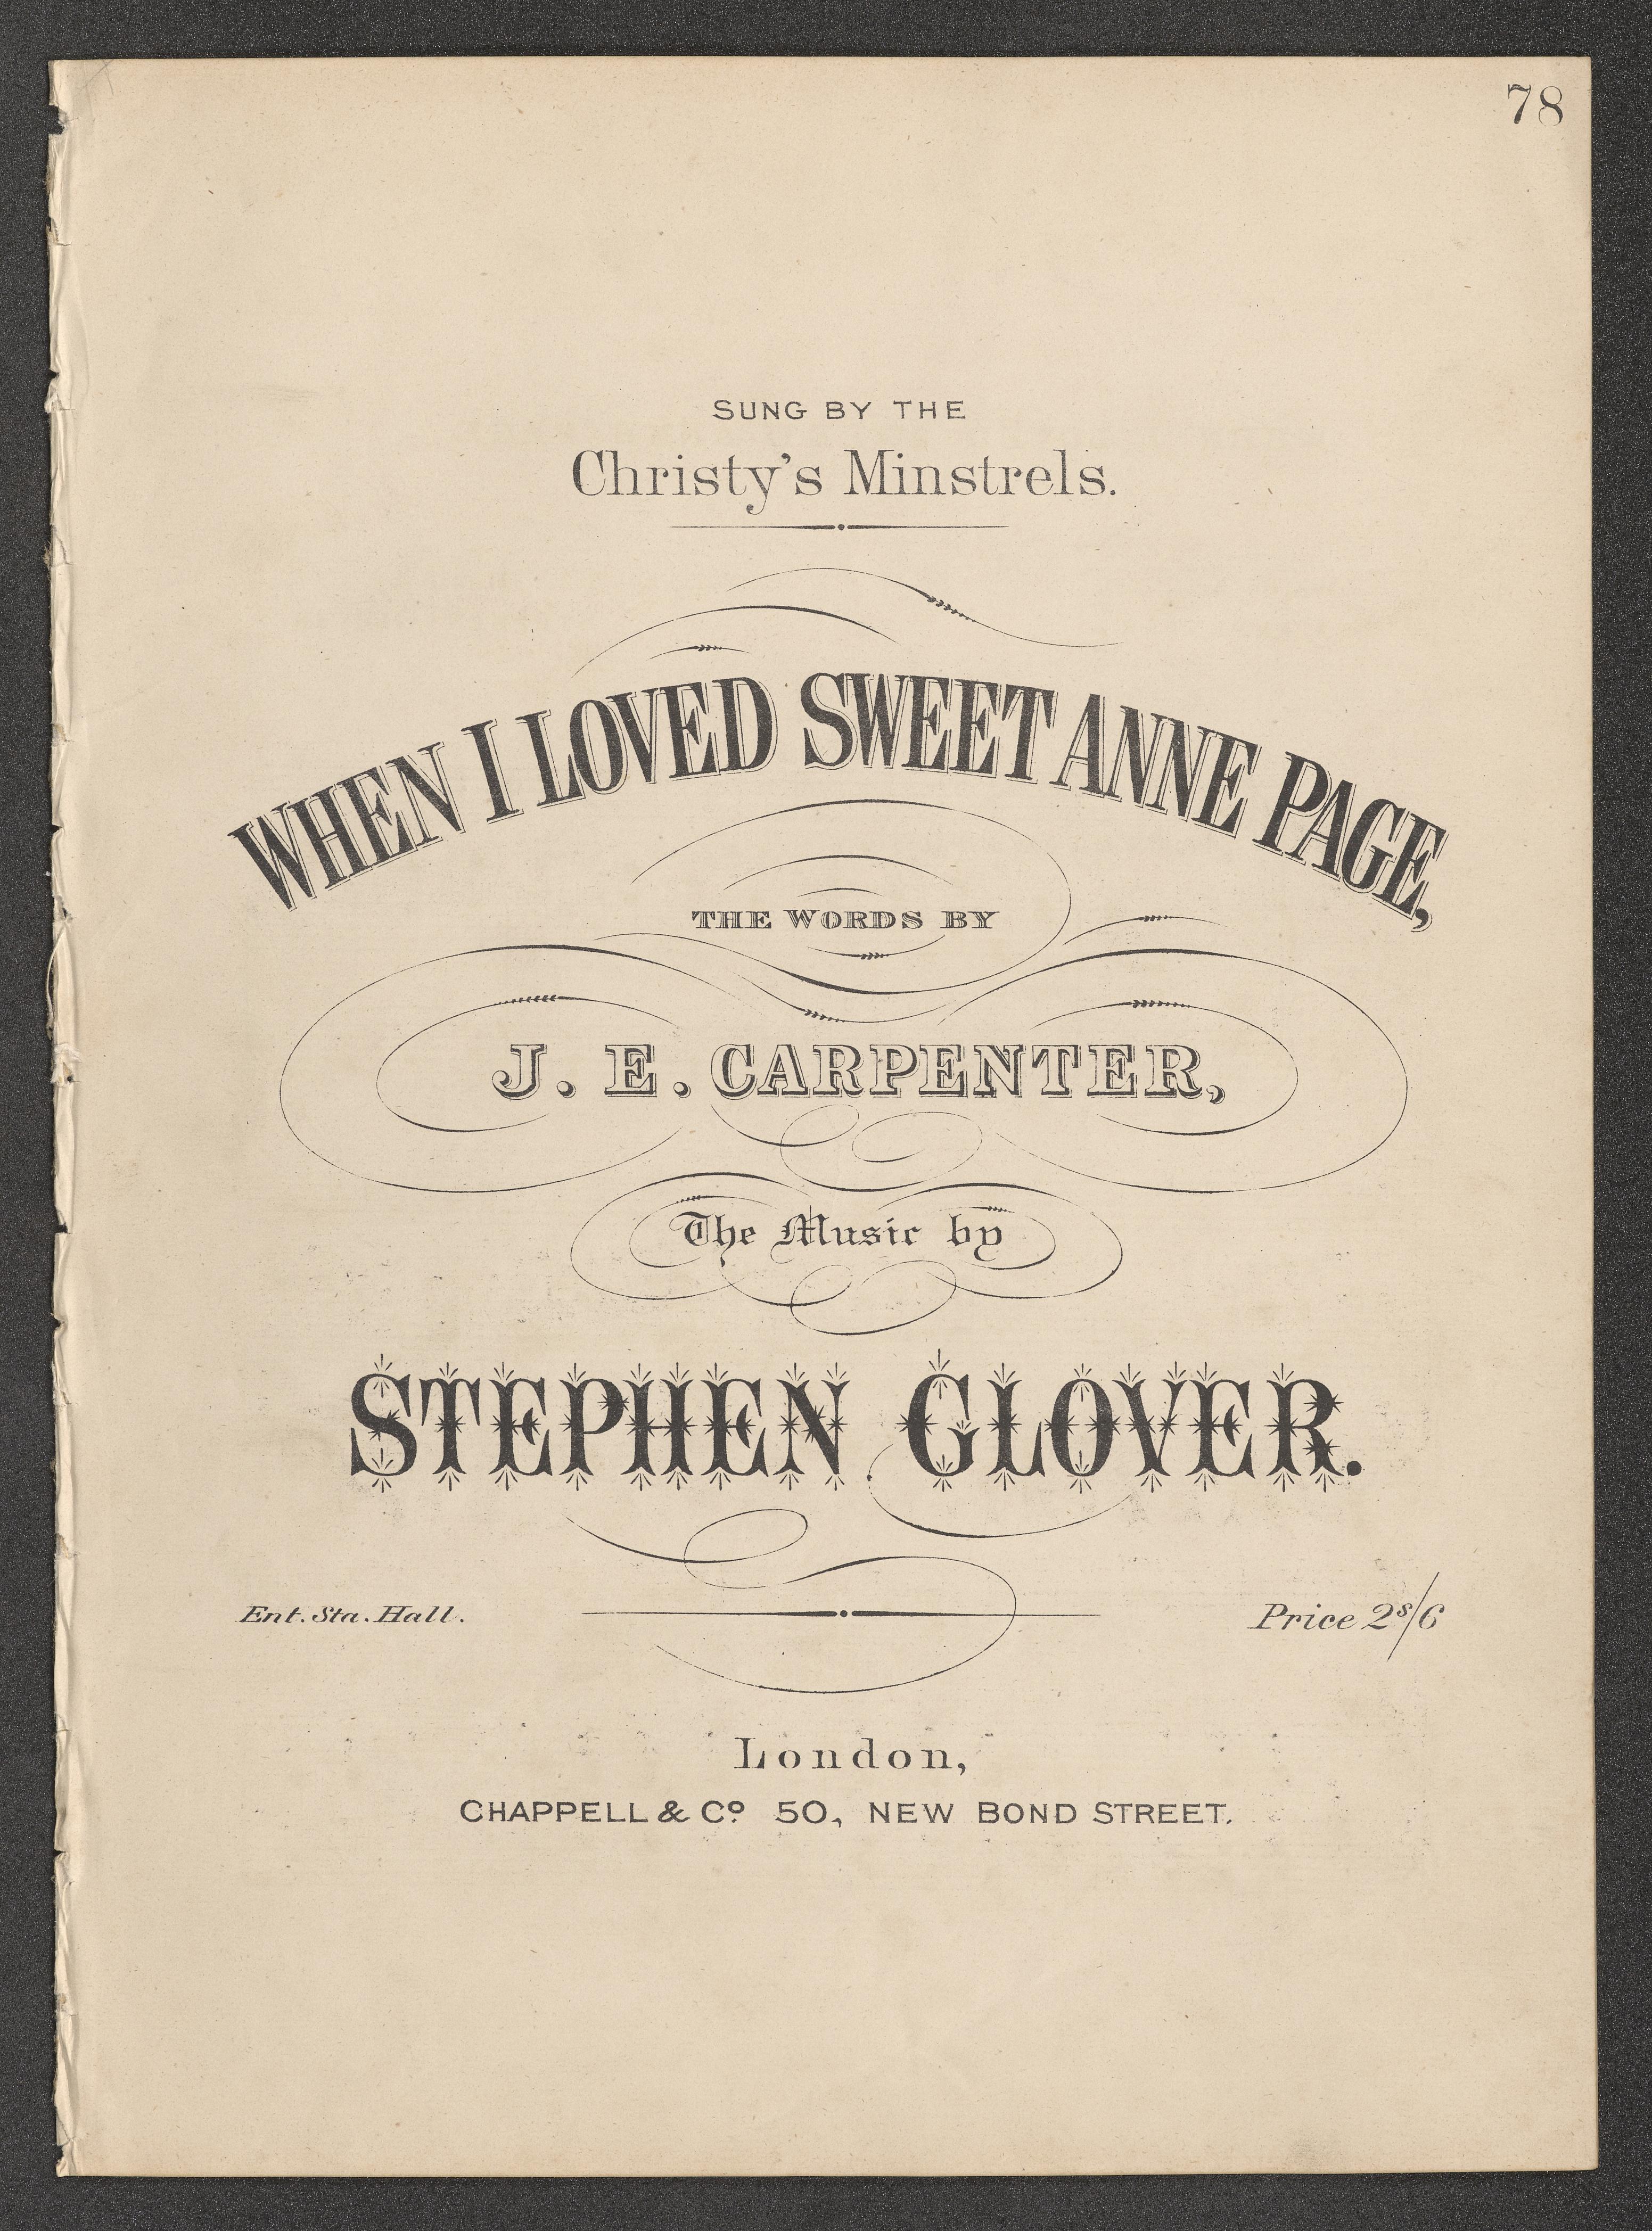 78
SUNG BY THE
Christy's Minstrels.
WHEN I LOVED SWEET ANNE PAGE,
THE WORDS BY
J. E. CARPENTER,
The Music by
STEPHEN GLOVER.
Ent. Sta. Hall.
Price 2s/6
London,
CHAPPELL & Co. 50, NEW BOND STREET.